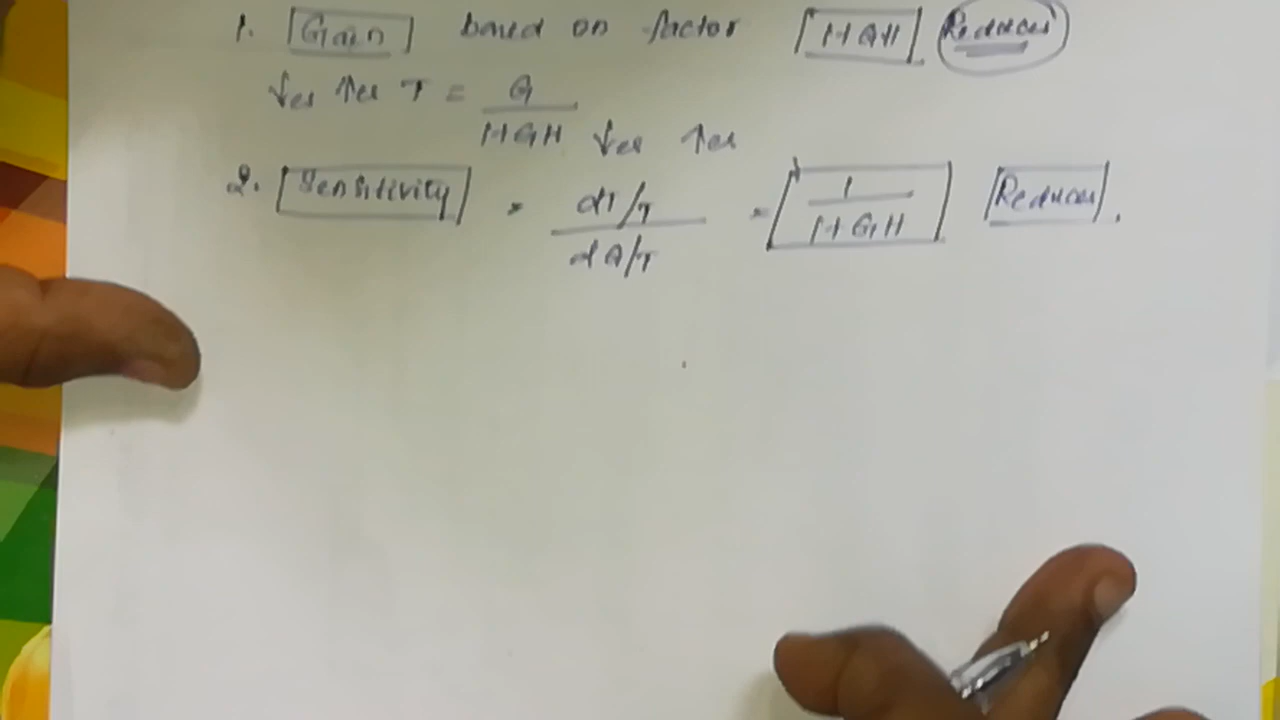 1. Gain based on factor 1+GH Reduces
↓es ↑es T = G / 1+GH ↓es ↑es
2. Sensitivity = dT/T / dG/T = 1 / 1+GH Reduces.